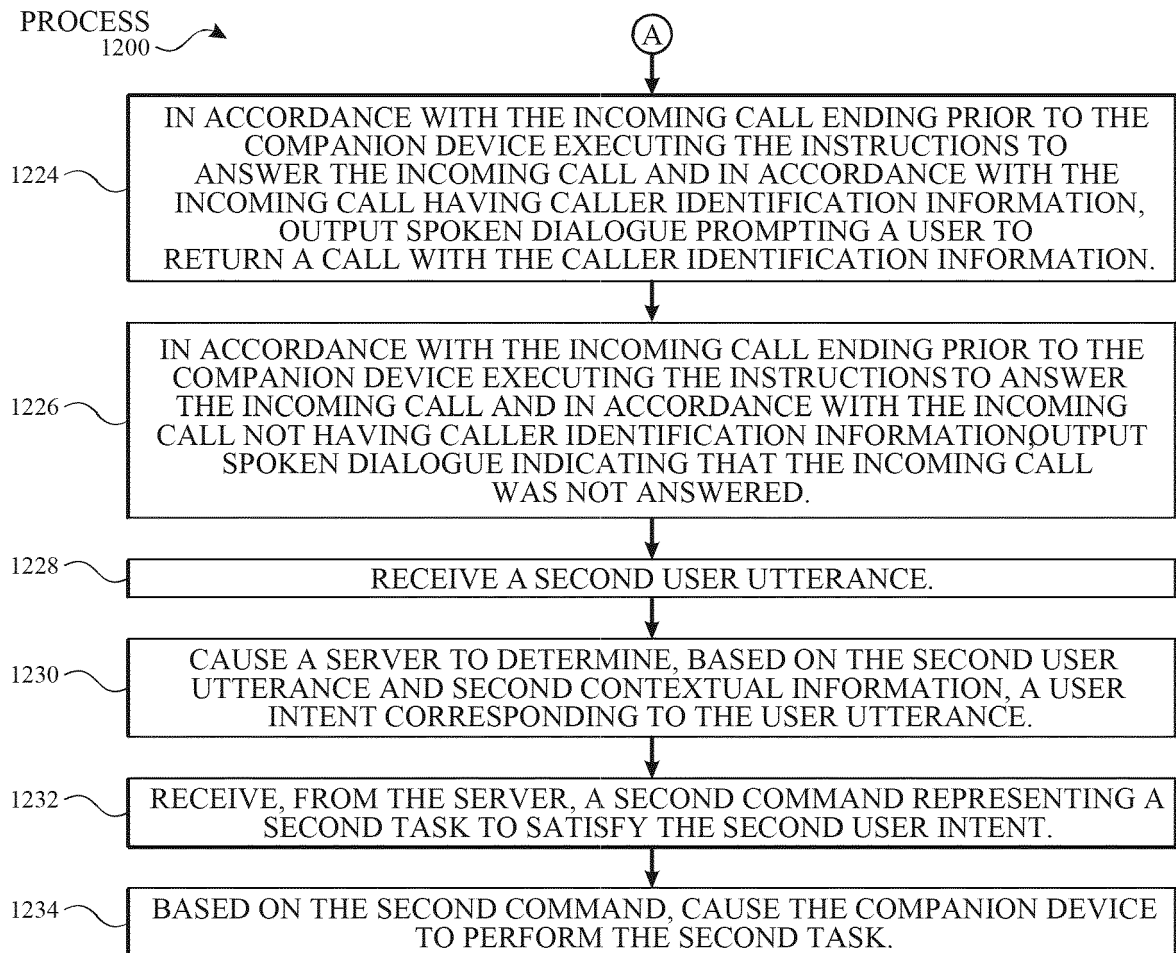 PROCESS
1200
A
1224
IN ACCORDANCE WITH THE INCOMING CALL ENDING PRIOR TO THE
COMPANION DEVICE EXECUTING THE INSTRUCTIONS TO
ANSWER THE INCOMING CALL AND IN ACCORDANCE WITH THE
INCOMING CALL HAVING CALLER IDENTIFICATION INFORMATION,
OUTPUT SPOKEN DIALOGUE PROMPTING A USER TO
RETURN A CALL WITH THE CALLER IDENTIFICATION INFORMATION.
1226
IN ACCORDANCE WITH THE INCOMING CALL ENDING PRIOR TO THE
COMPANION DEVICE EXECUTING THE INSTRUCTIONS TO ANSWER
THE INCOMING CALL AND IN ACCORDANCE WITH THE INCOMING
CALL NOT HAVING CALLER IDENTIFICATION INFORMATION,OUTPUT
SPOKEN DIALOGUE INDICATING THAT THE INCOMING CALL
WAS NOT ANSWERED.
1228
RECEIVE A SECOND USER UTTERANCE.
1230
CAUSE A SERVER TO DETERMINE, BASED ON THE SECOND USER
UTTERANCE AND SECOND CONTEXTUAL INFORMATION, A USER
INTENT CORRESPONDING TO THE USER UTTERANCE.
1232
RECEIVE, FROM THE SERVER, A SECOND COMMAND REPRESENTING A
SECOND TASK TO SATISFY THE SECOND USER INTENT.
1234
BASED ON THE SECOND COMMAND, CAUSE THE COMPANION DEVICE
TO PERFORM THE SECOND TASK.